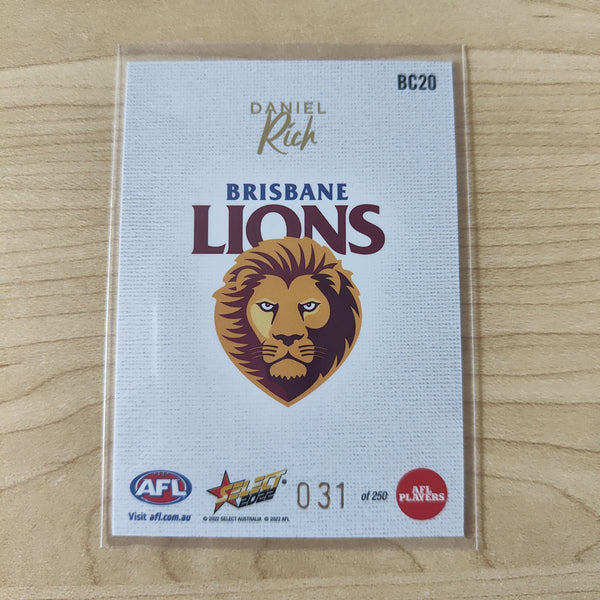 BC20
DANIEL
Rich
BRISBANE
LIONS
AFL
Visit afl.com.au
SELECT
2022
© 2022 SELECT AUSTRALIA © 2022 AFL
031 of 250
AFL
PLAYERS